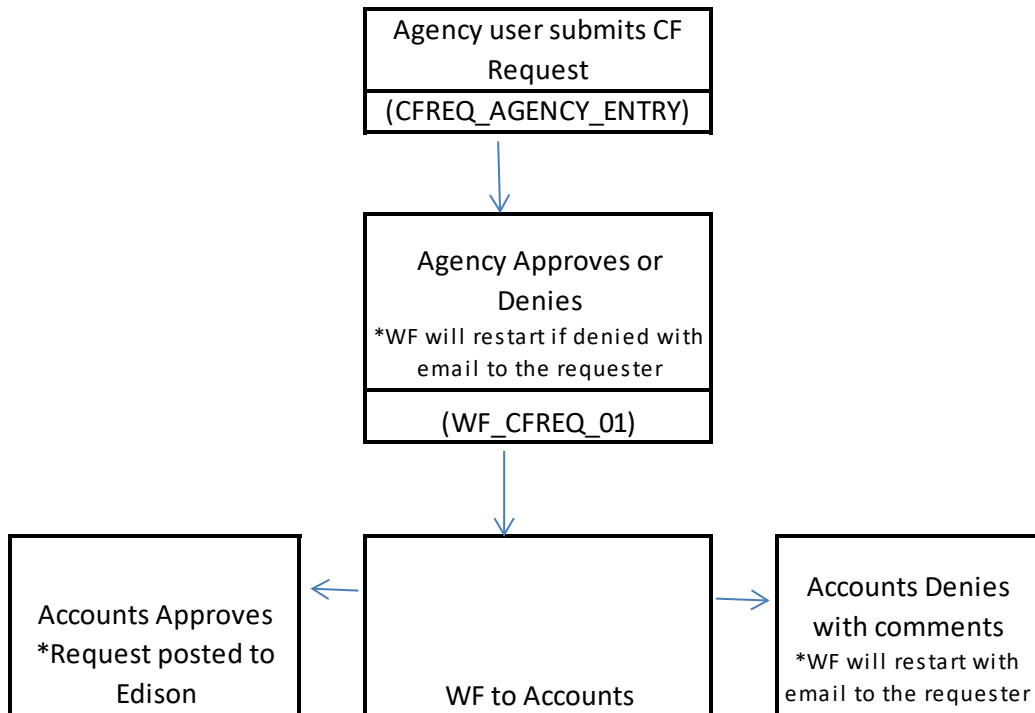 Agency user submits CF
Request
(CFREQ_AGENCY_ENTRY)
Agency Approves or
Denies
*WF will restart if denied with
email to the requester
(WF_CFREQ_01)
Accounts Approves
*Request posted to
Edison
WF to Accounts
Accounts Denies
with comments
*WF will restart with
email to the requester